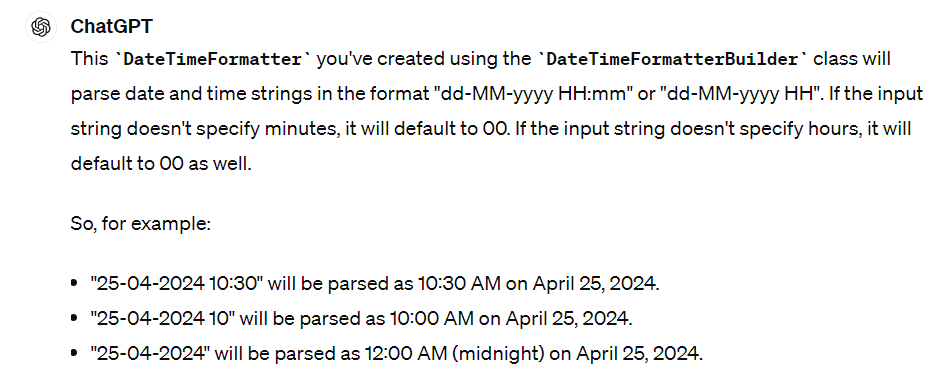 ChatGPT
This `DateTimeFormatter` you've created using the `DateTimeFormatterBuilder` class will
parse date and time strings in the format "dd-MM-yyyy HH:mm" or "dd-MM-yyyy HH". If the input
string doesn't specify minutes, it will default to 00. If the input string doesn't specify hours, it will
default to 00 as well.
So, for example:
• "25-04-2024 10:30" will be parsed as 10:30 AM on April 25, 2024.
• "25-04-2024 10" will be parsed as 10:00 AM on April 25, 2024.
• "25-04-2024" will be parsed as 12:00 AM (midnight) on April 25, 2024.